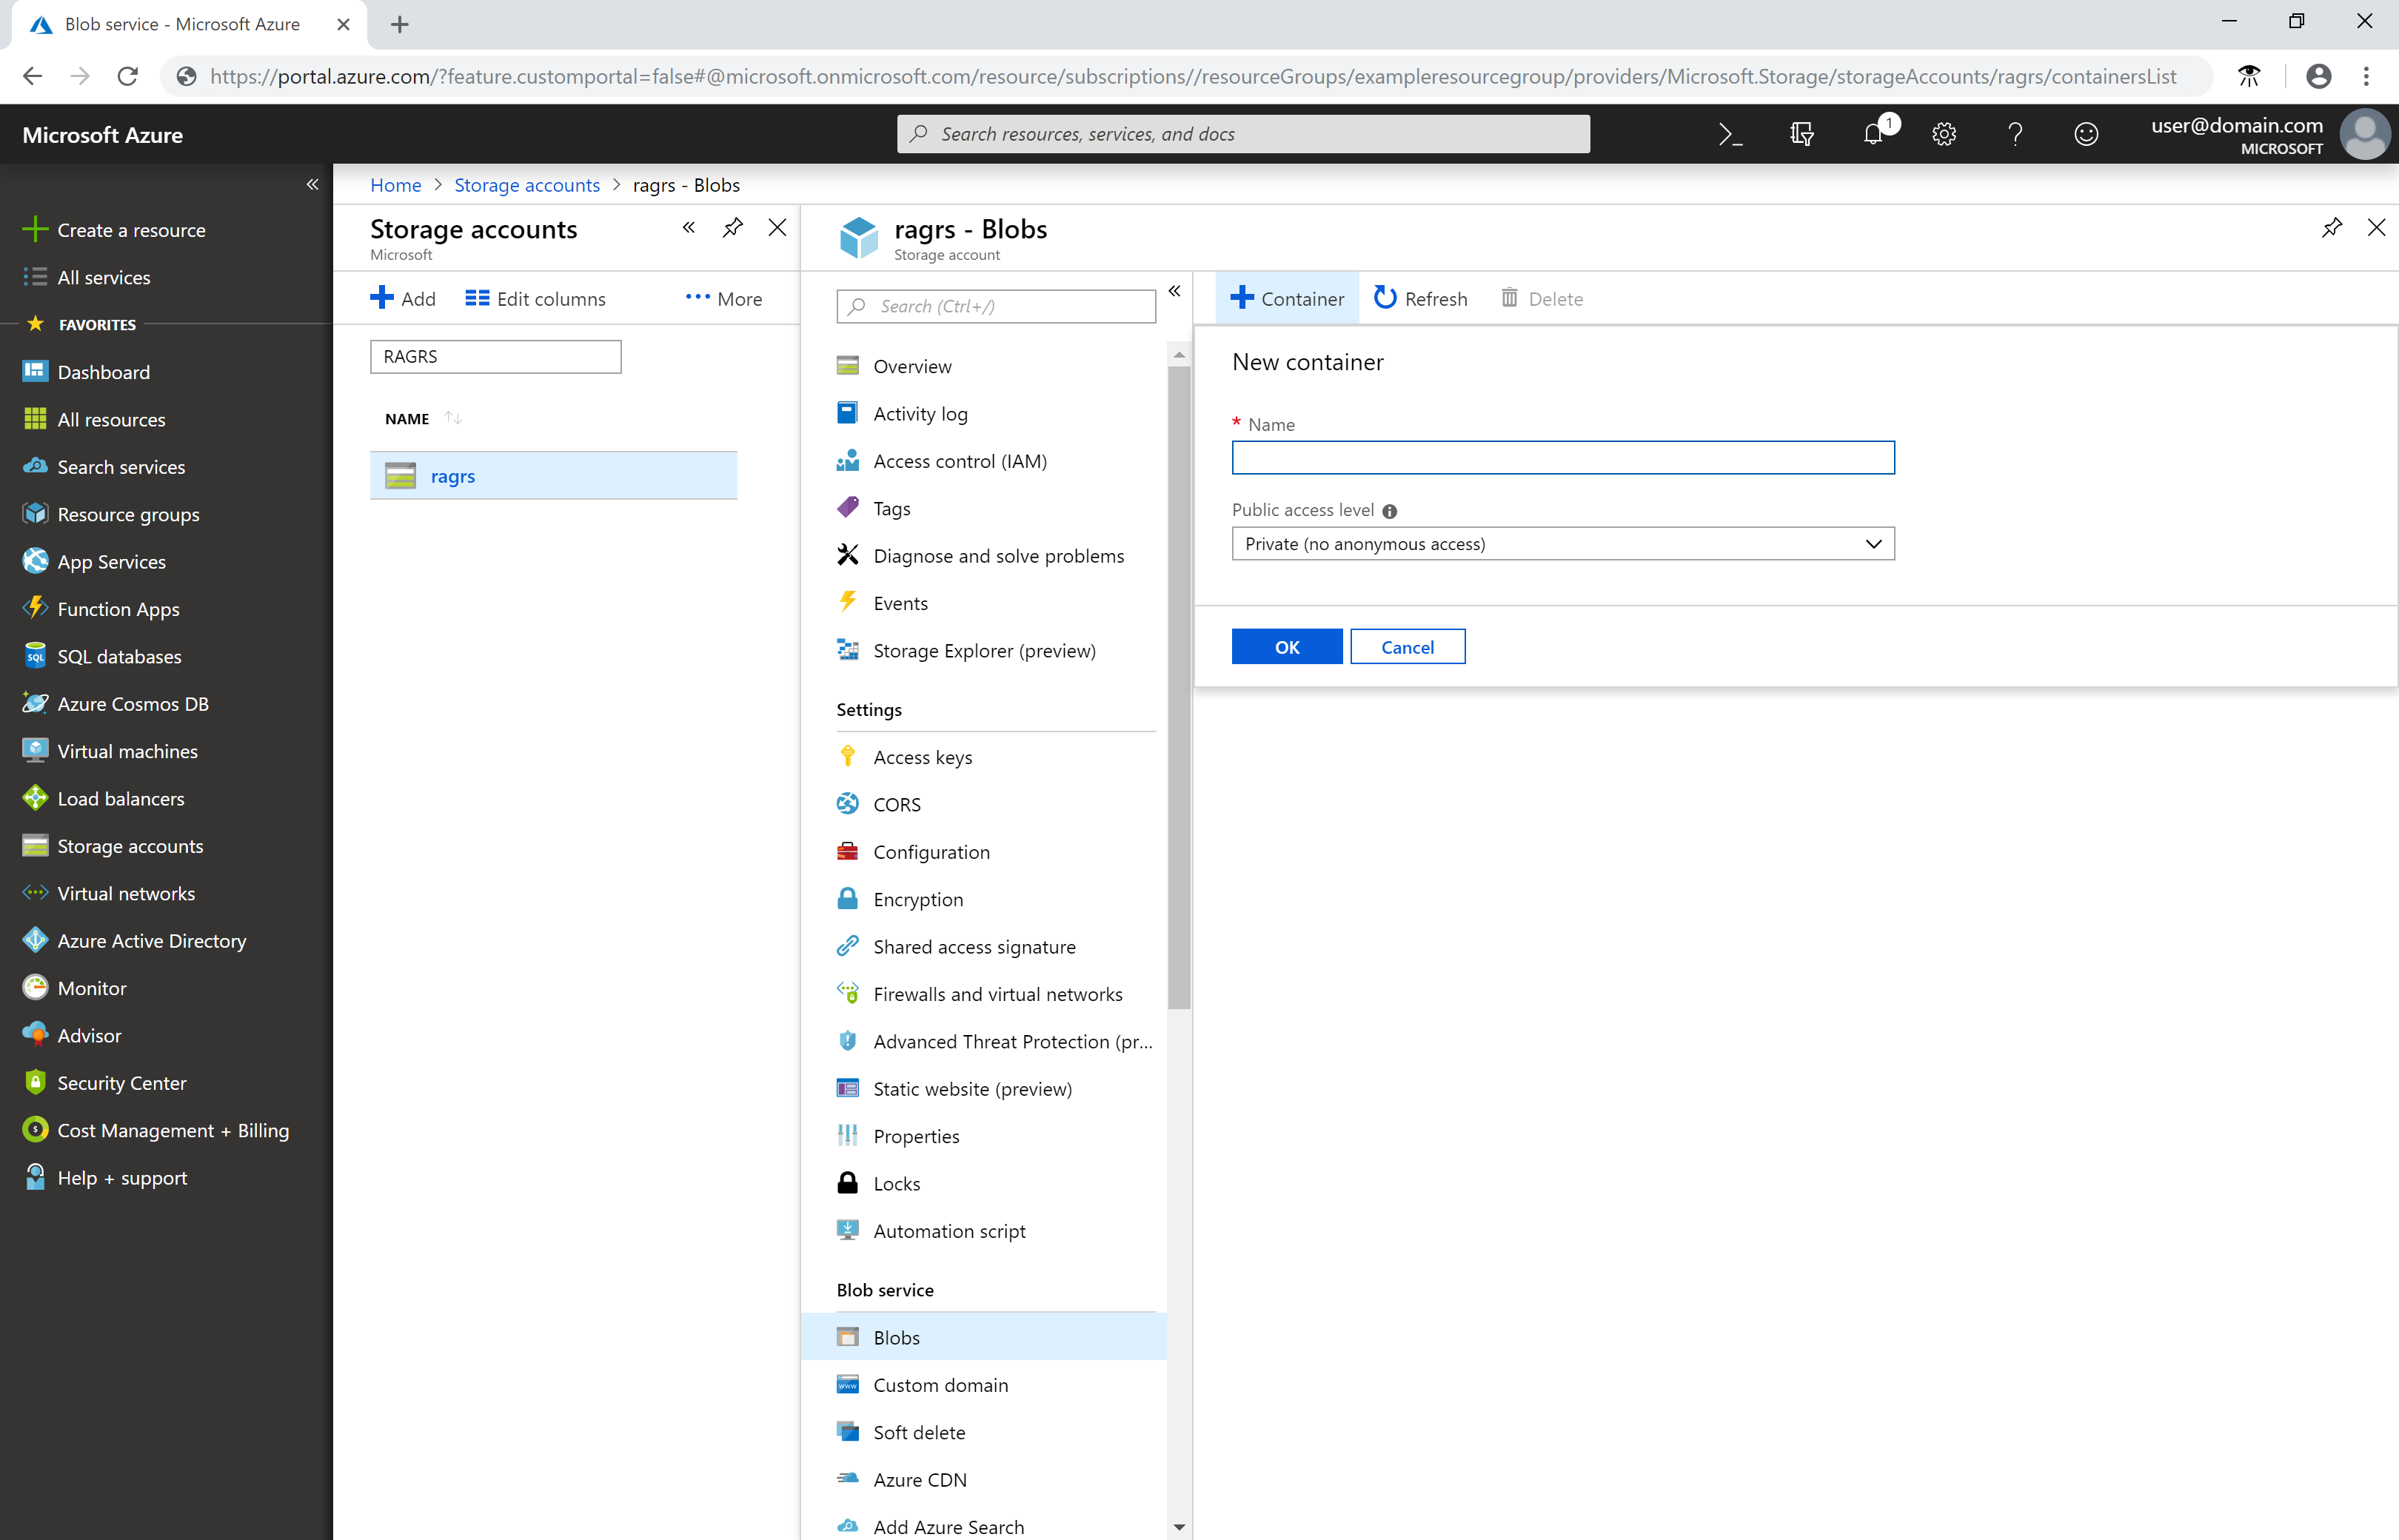 Blob service - Microsoft Azure
https://portal.azure.com/?feature.customportal=false#@microsoft.onmicrosoft.com/resource/subscriptions//resourceGroups/exampleresourcegroup/providers/Microsoft.Storage/storageAccounts/ragrs/containersList
Microsoft Azure
Search resources, services, and docs
1
user@domain.com
MICROSOFT
Create a resource
All services
FAVORITES
Dashboard
All resources
Search services
Resource groups
App Services
Function Apps
SQL databases
Azure Cosmos DB
Virtual machines
Load balancers
Storage accounts
Virtual networks
Azure Active Directory
Monitor
Advisor
Security Center
Cost Management + Billing
Help + support
Home > Storage accounts > ragrs - Blobs
Storage accounts
Microsoft
Add
Edit columns
More
RAGRS
NAME
ragrs
ragrs - Blobs
Storage account
Search (Ctrl+/)
Overview
Activity log
Access control (IAM)
Tags
Diagnose and solve problems
Events
Storage Explorer (preview)
Settings
Access keys
CORS
Configuration
Encryption
Shared access signature
Firewalls and virtual networks
Advanced Threat Protection (pr...
Static website (preview)
Properties
Locks
Automation script
Blob service
Blobs
Custom domain
Soft delete
Azure CDN
Add Azure Search
Container
Refresh
Delete
New container
* Name
Public access level
Private (no anonymous access)
OK
Cancel